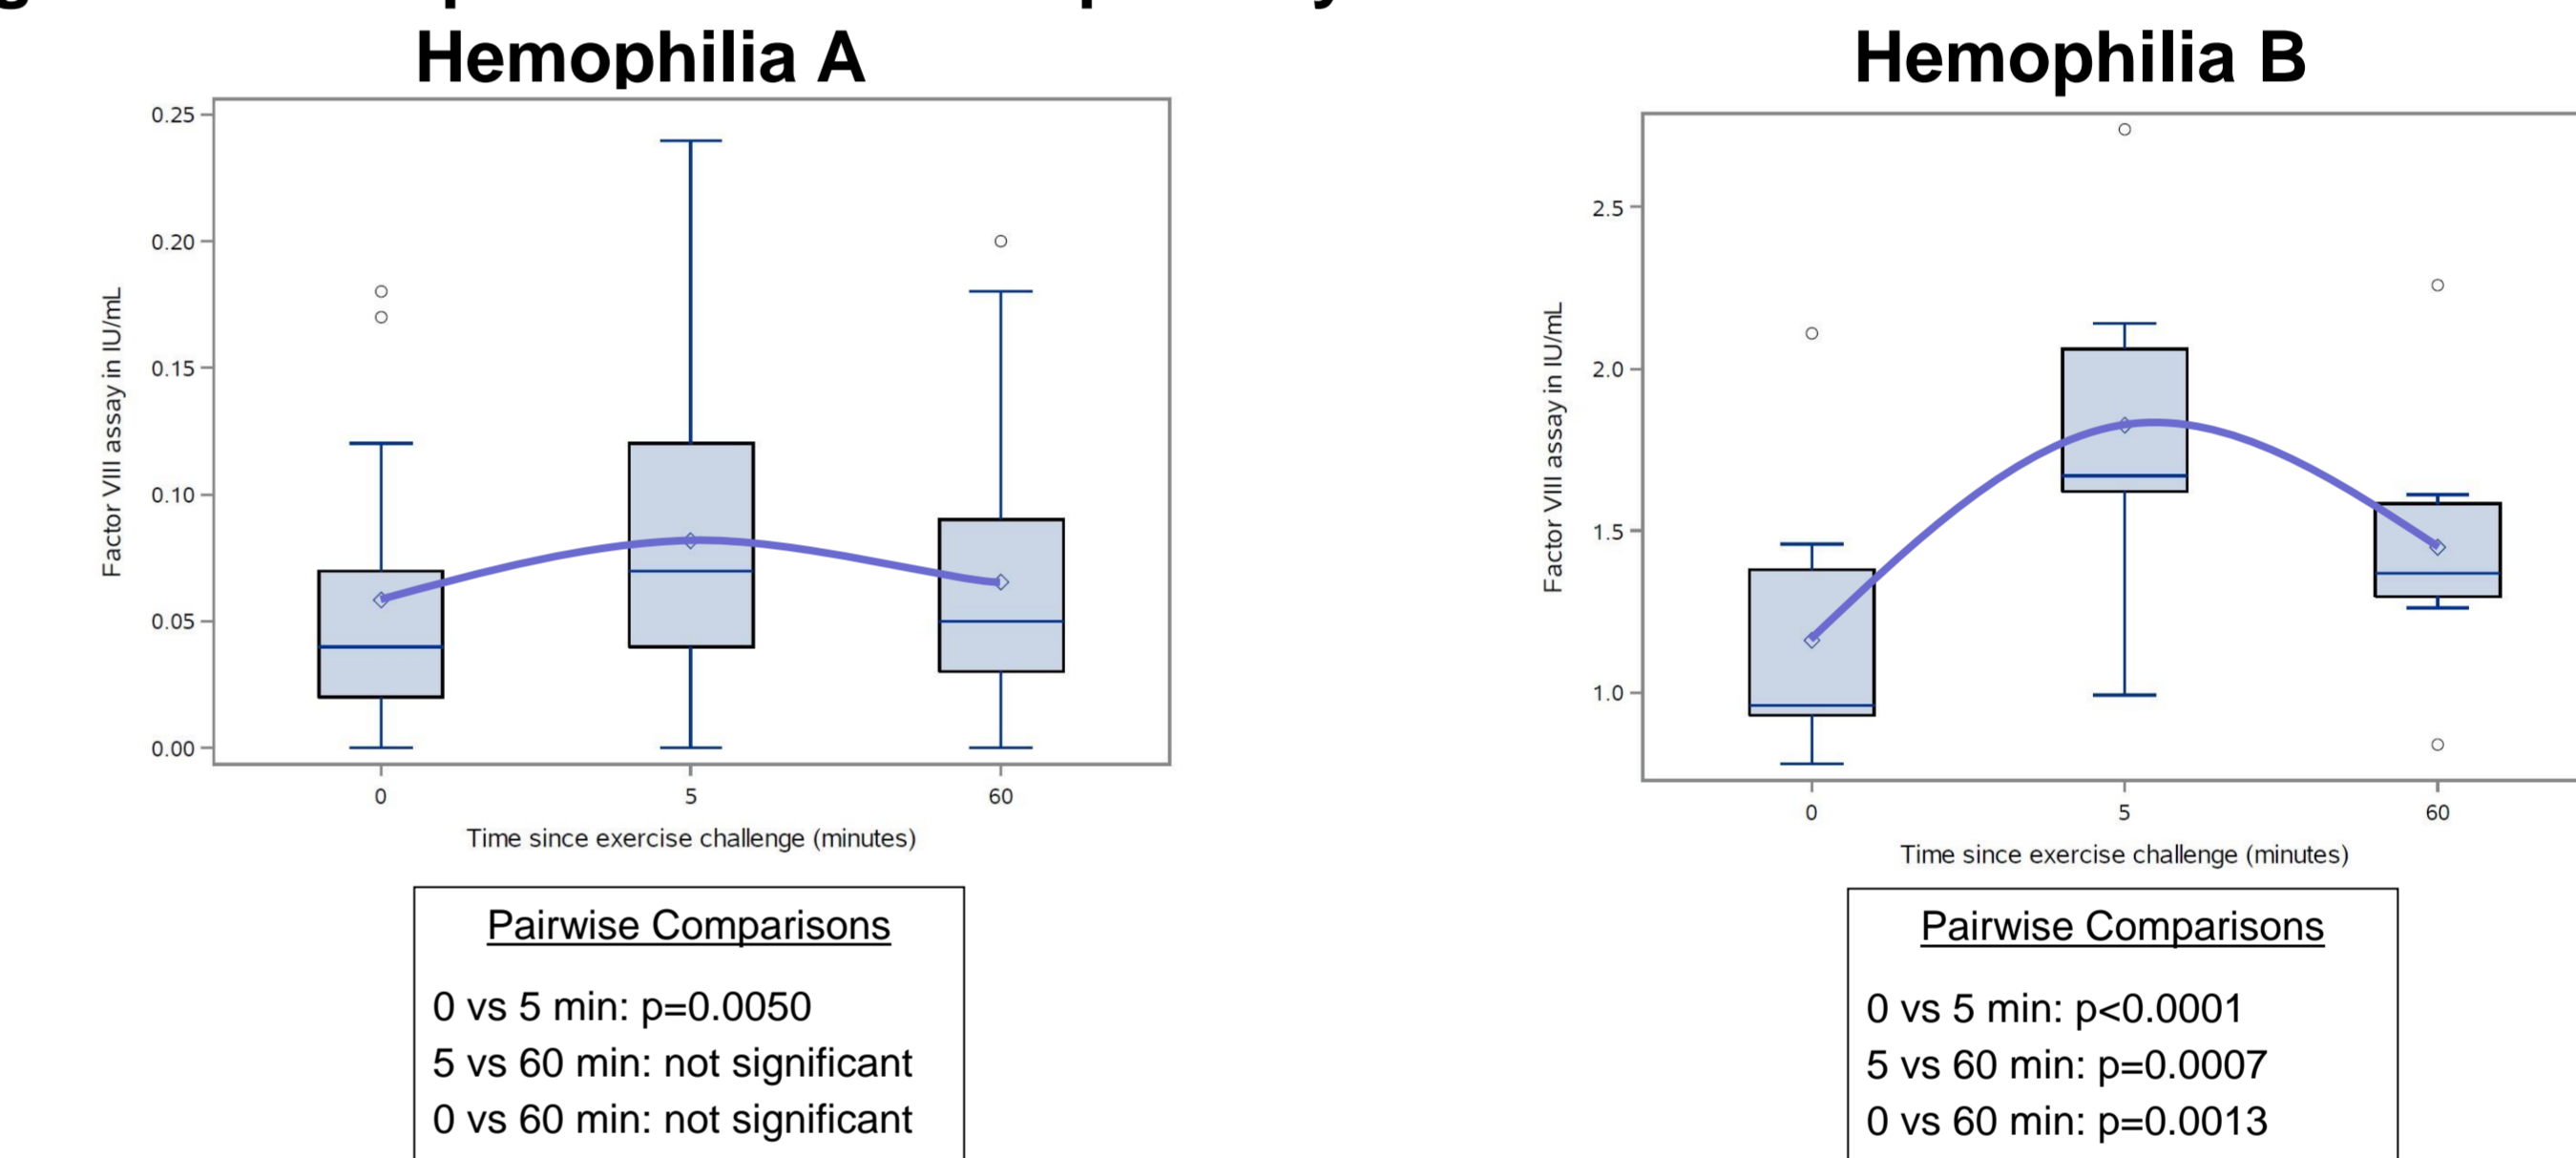 Hemophilia A
Hemophilia B
0.25
0.20
0.15
0.10
0.05
0.00
Factor VIII assay in IU/mL
0 5 60
Time since exercise challenge (minutes)
2.5
2.0
1.5
1.0
Factor VIII assay in IU/mL
0 5 60
Time since exercise challenge (minutes)
Pairwise Comparisons
0 vs 5 min: p=0.0050
5 vs 60 min: not significant
0 vs 60 min: not significant
Pairwise Comparisons
0 vs 5 min: p<0.0001
5 vs 60 min: p=0.0007
0 vs 60 min: p=0.0013